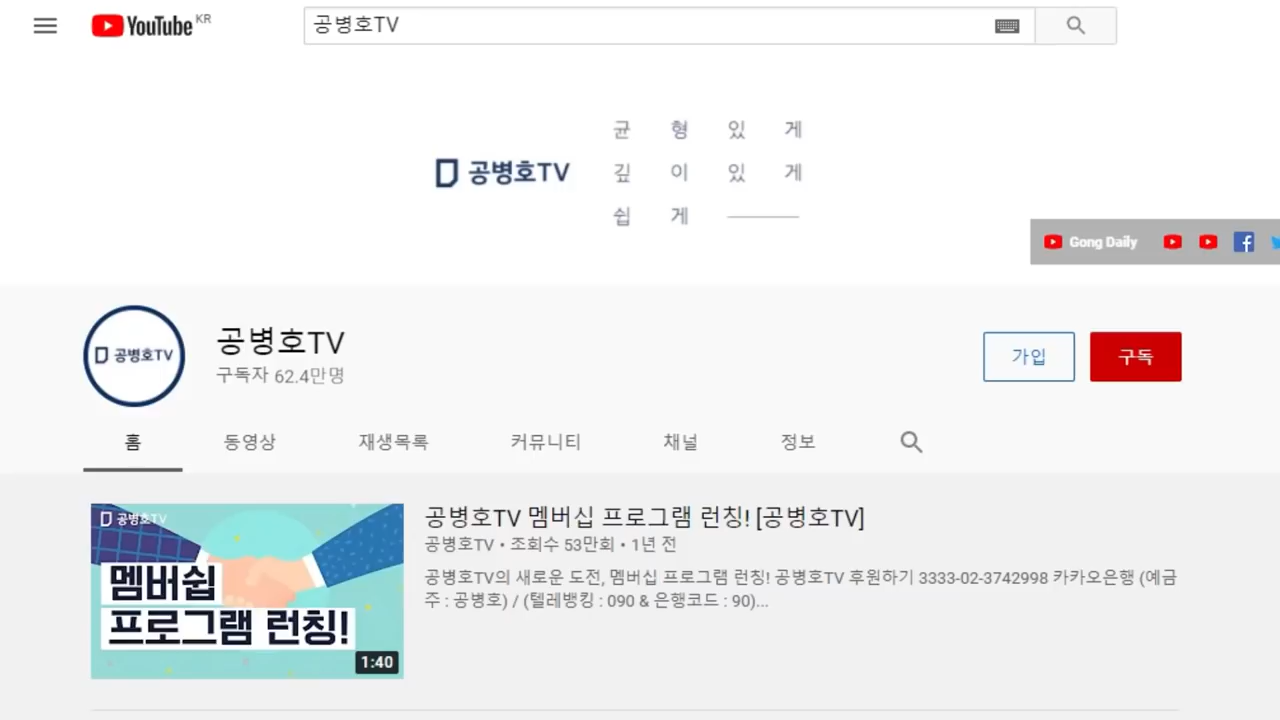 YouTube KR
공병호TV
균 형 있 게
공병호TV
깊 이 있 게
쉽 게
Gong Daily
공병호TV
공병호TV
구독자 62.4만명
가입
구독
홈
동영상
재생목록
커뮤니티
채널
정보
공병호TV
멤버쉽
프로그램 런칭!
1:40
공병호TV 멤버십 프로그램 런칭! [공병호TV]
공병호TV • 조회수 53만회 • 1년 전
공병호TV의 새로운 도전, 멤버십 프로그램 런칭! 공병호TV 후원하기 3333-02-3742998 카카오은행 (예금
주 : 공병호) / (텔레뱅킹 : 090 & 은행코드 : 90)...